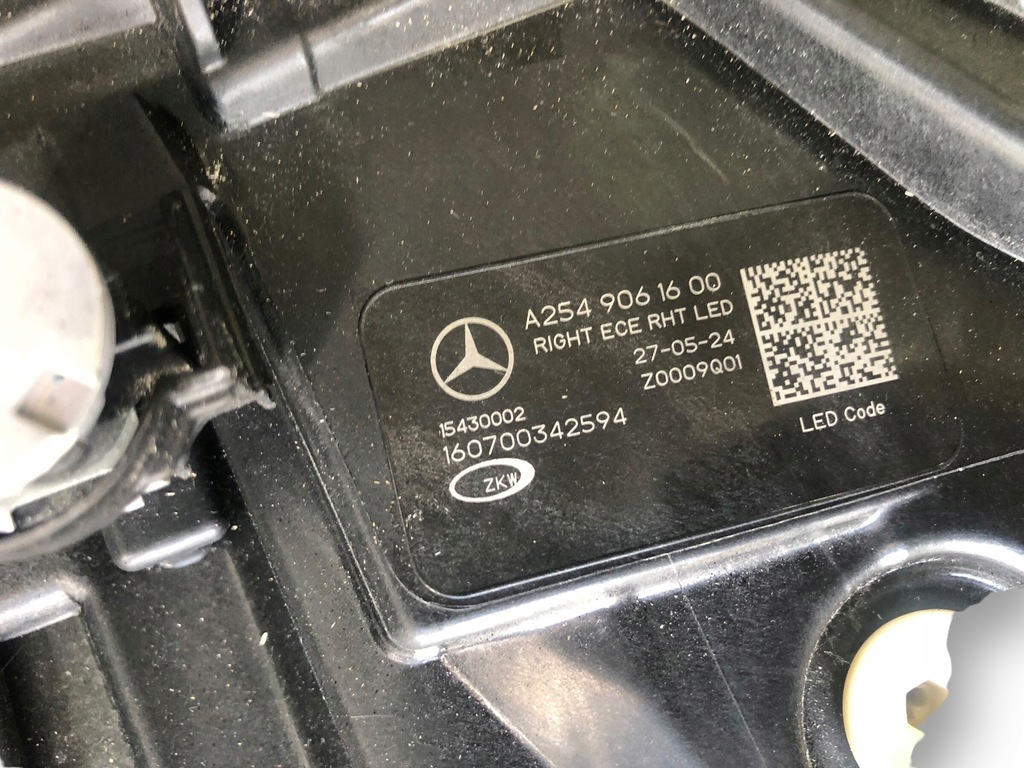 A254 906 16 00
RIGHT ECE RHT LED
27-05-24
Z0009Q01
15430002
160700342594
ZKW
LED Code